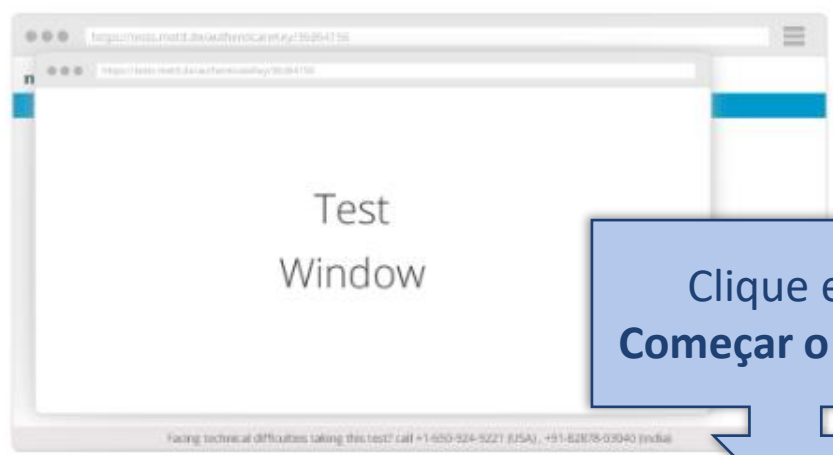 Test
Window
Clique e
Começar o
Facing technical difficulties taking this test? call +1-650-924-9221 (USA) , +91-82878-03040 (India)